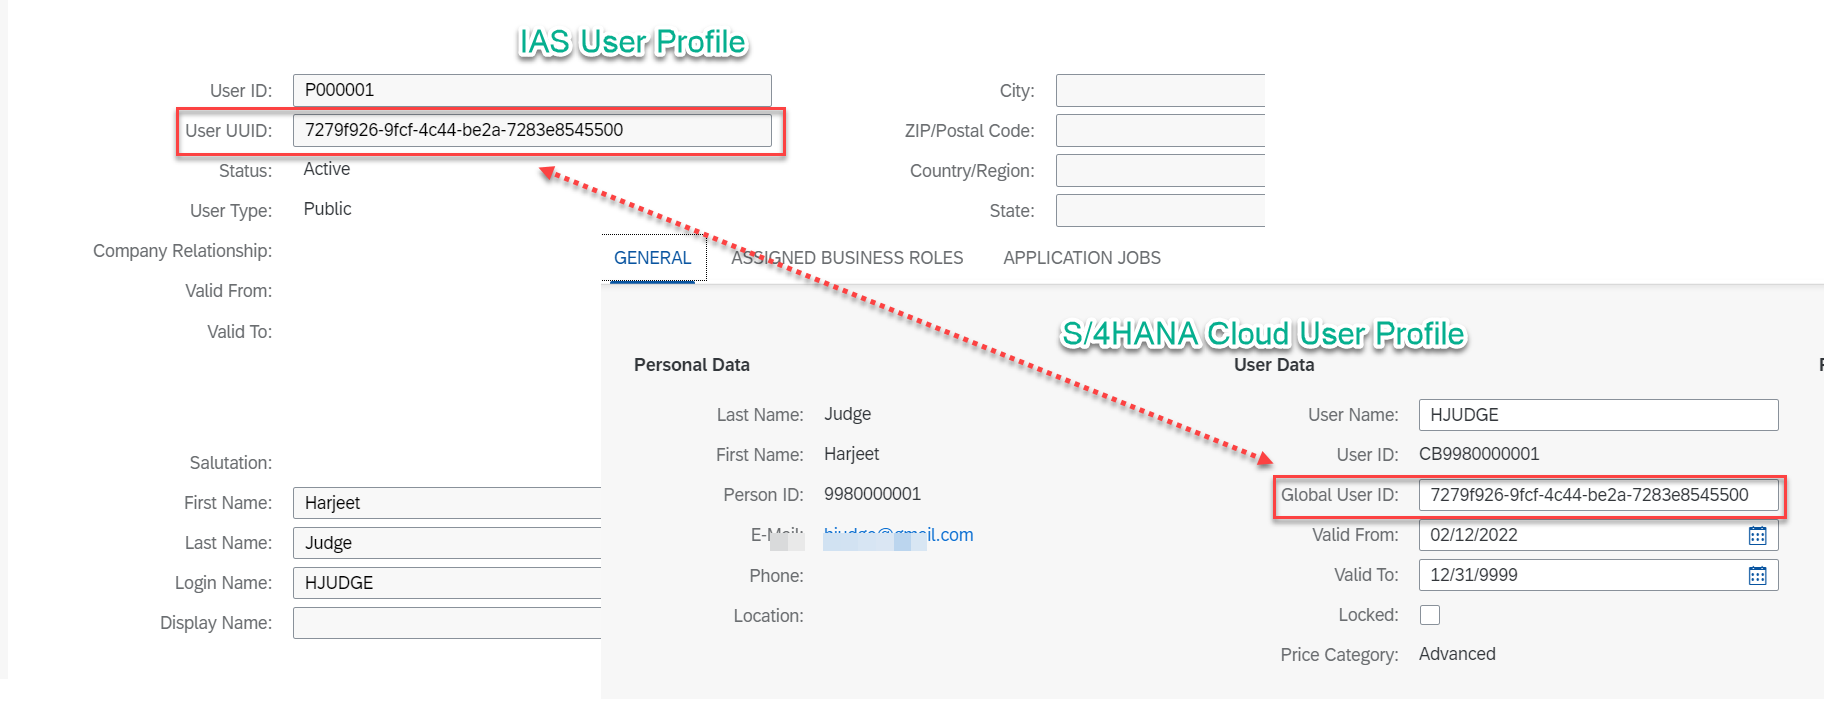 IAS User Profile
User ID: P000001
User UUID: 7279f926-9fcf-4c44-be2a-7283e8545500
Status: Active
User Type: Public
Company Relationship:
Valid From:
Valid To:
City:
ZIP/Postal Code:
Country/Region:
State:
Salutation:
First Name: Harjeet
Last Name: Judge
Login Name: HJUDGE
Display Name:
GENERAL ASSIGNED BUSINESS ROLES APPLICATION JOBS
S/4HANA Cloud User Profile
Personal Data
Last Name: Judge
First Name: Harjeet
Person ID: 9980000001
E-Mail:
Phone:
Location:
User Data
User Name: HJUDGE
User ID: CB9980000001
Global User ID: 7279f926-9fcf-4c44-be2a-7283e8545500
Valid From: 02/12/2022
Valid To: 12/31/9999
Locked:
Price Category: Advanced